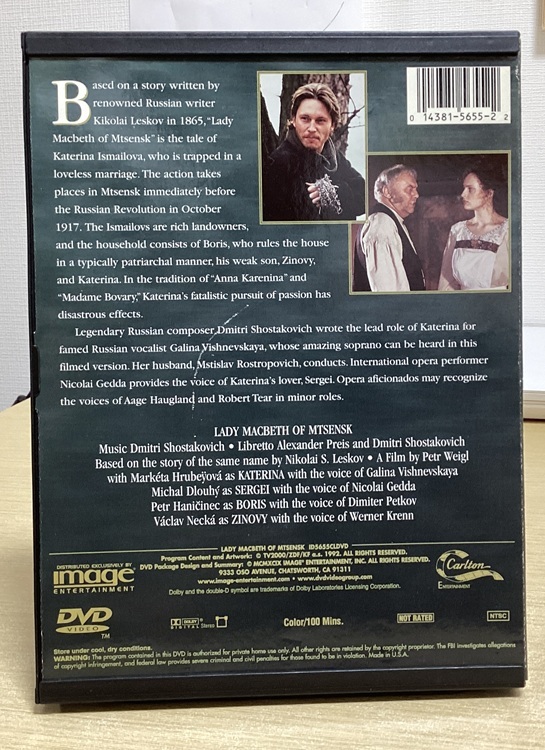 Based on a story written by
renowned Russian writer
Kikolai Leskov in 1865, "Lady
Macbeth of Mtsensk" is the tale of
Katerina Ismailova, who is trapped in a
loveless marriage. The action takes
places in Mtsensk immediately before
the Russian Revolution in October
1917. The Ismailovs are rich landowners,
and the household consists of Boris, who rules the house
in a typically patriarchal manner, his weak son, Zinovy,
and Katerina. In the tradition of "Anna Karenina" and
"Madame Bovary," Katerina's fatalistic pursuit of passion has
disastrous effects.
Legendary Russian composer Dmitri Shostakovich wrote the lead role of Katerina for
famed Russian vocalist Galina Vishnevskaya, whose amazing soprano can be heard in this
filmed version. Her husband, Mstislav Rostropovich, conducts. International opera performer
Nicolai Gedda provides the voice of Katerina's lover, Sergei. Opera aficionados may recognize
the voices of Aage Haugland and Robert Tear in minor roles.
0 14381-5655-2 2
LADY MACBETH OF MTSENSK
Music Dmitri Shostakovich • Libretto Alexander Preis and Dmitri Shostakovich
Based on the story of the same name by Nikolai S. Leskov • A Film by Petr Weigl
with Markéta Hrubeÿová as KATERINA with the voice of Galina Vishnevskaya
Michal Dlouhý as SERGEI with the voice of Nicolai Gedda
Petr Haničinec as BORIS with the voice of Dimiter Petkov
Václav Necká as ZINOVY with the voice of Werner Krenn
LADY MACBETH OF MTSENSK ID5655CLDVD
Program Content and Artwork: © TV2000/ZDF/KF a.s. 1992. ALL RIGHTS RESERVED.
DVD Package Design and Summary: © MCMXCIX IMAGE ENTERTAINMENT, INC. ALL RIGHTS RESERVED.
9333 OSO AVENUE, CHATSWORTH, CA 91311
www.image-entertainment.com • www.dvdvideogroup.com
Dolby and the double-D symbol are trademarks of Dolby Laboratories Licensing Corporation.
DISTRIBUTED EXCLUSIVELY BY
image
ENTERTAINMENT
Carlton
ENTERTAINMENT
DVD
VIDEO
TM
DOLBY
DIGITAL Stereo
Color/100 Mins.
NOT RATED
NTSC
Store under cool, dry conditions.
WARNING: The program contained in this DVD is authorized for private home use only. All other rights are retained by the copyright proprietor. The FBI investigates allegations
of copyright infringement, and federal law provides severe criminal and civil penalties for those found to be in violation. Made in U.S.A.